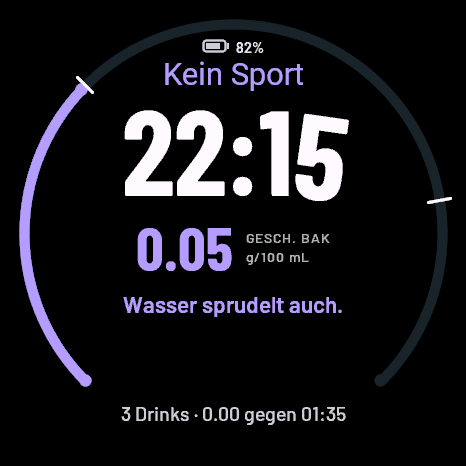 82%
Kein Sport
22:15
0.05 GESCH. BAK
g/100 mL
Wasser sprudelt auch.
3 Drinks · 0.00 gegen 01:35